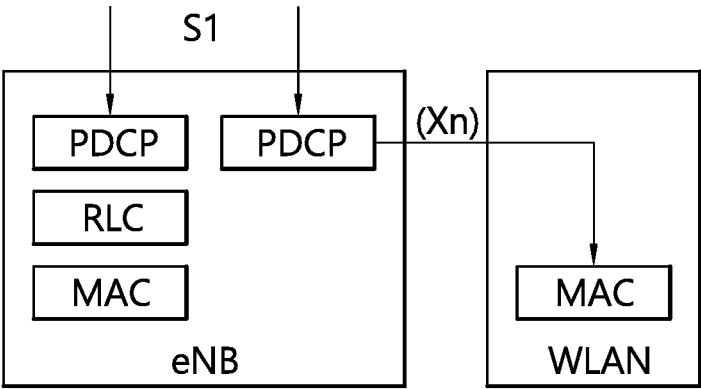 S1
PDCP
PDCP
(Xn)
RLC
MAC
MAC
eNB
WLAN